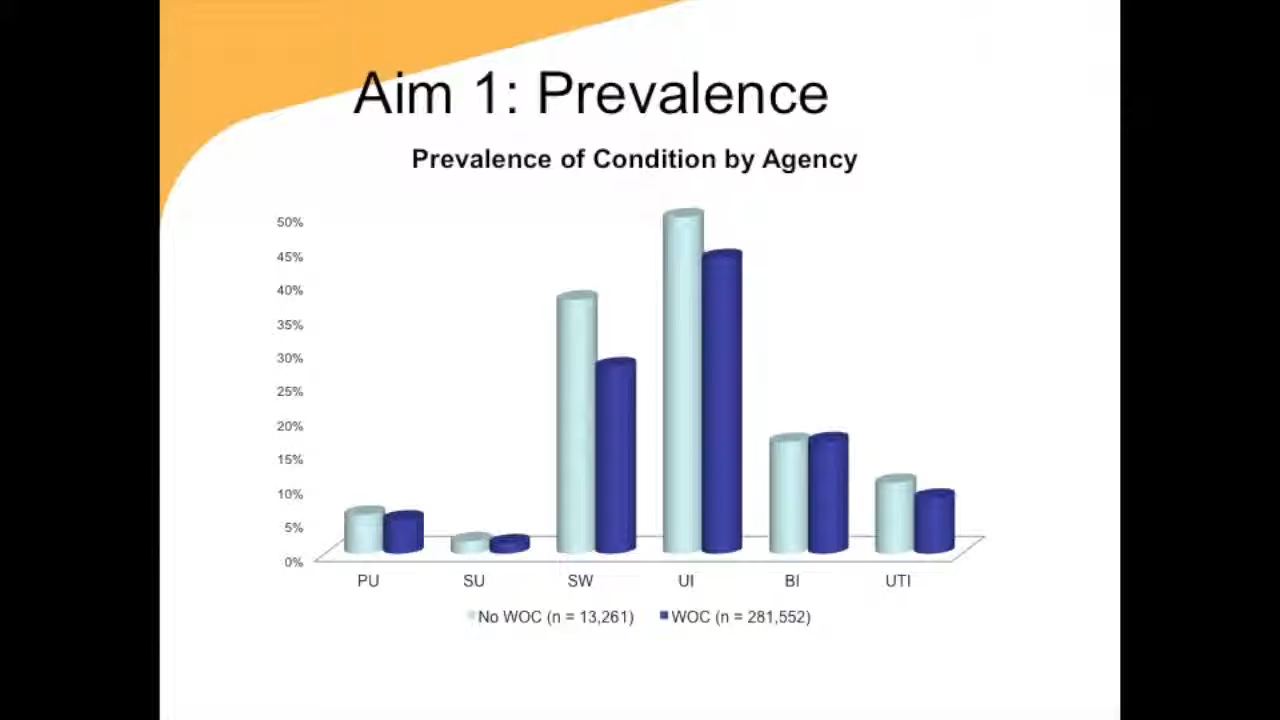 Aim 1: Prevalence
Prevalence of Condition by Agency
50%
45%
40%
35%
30%
25%
20%
15%
10%
5%
0%
PU SU SW UI BI UTI
No WOC (n = 13,261) WOC (n = 281,552)